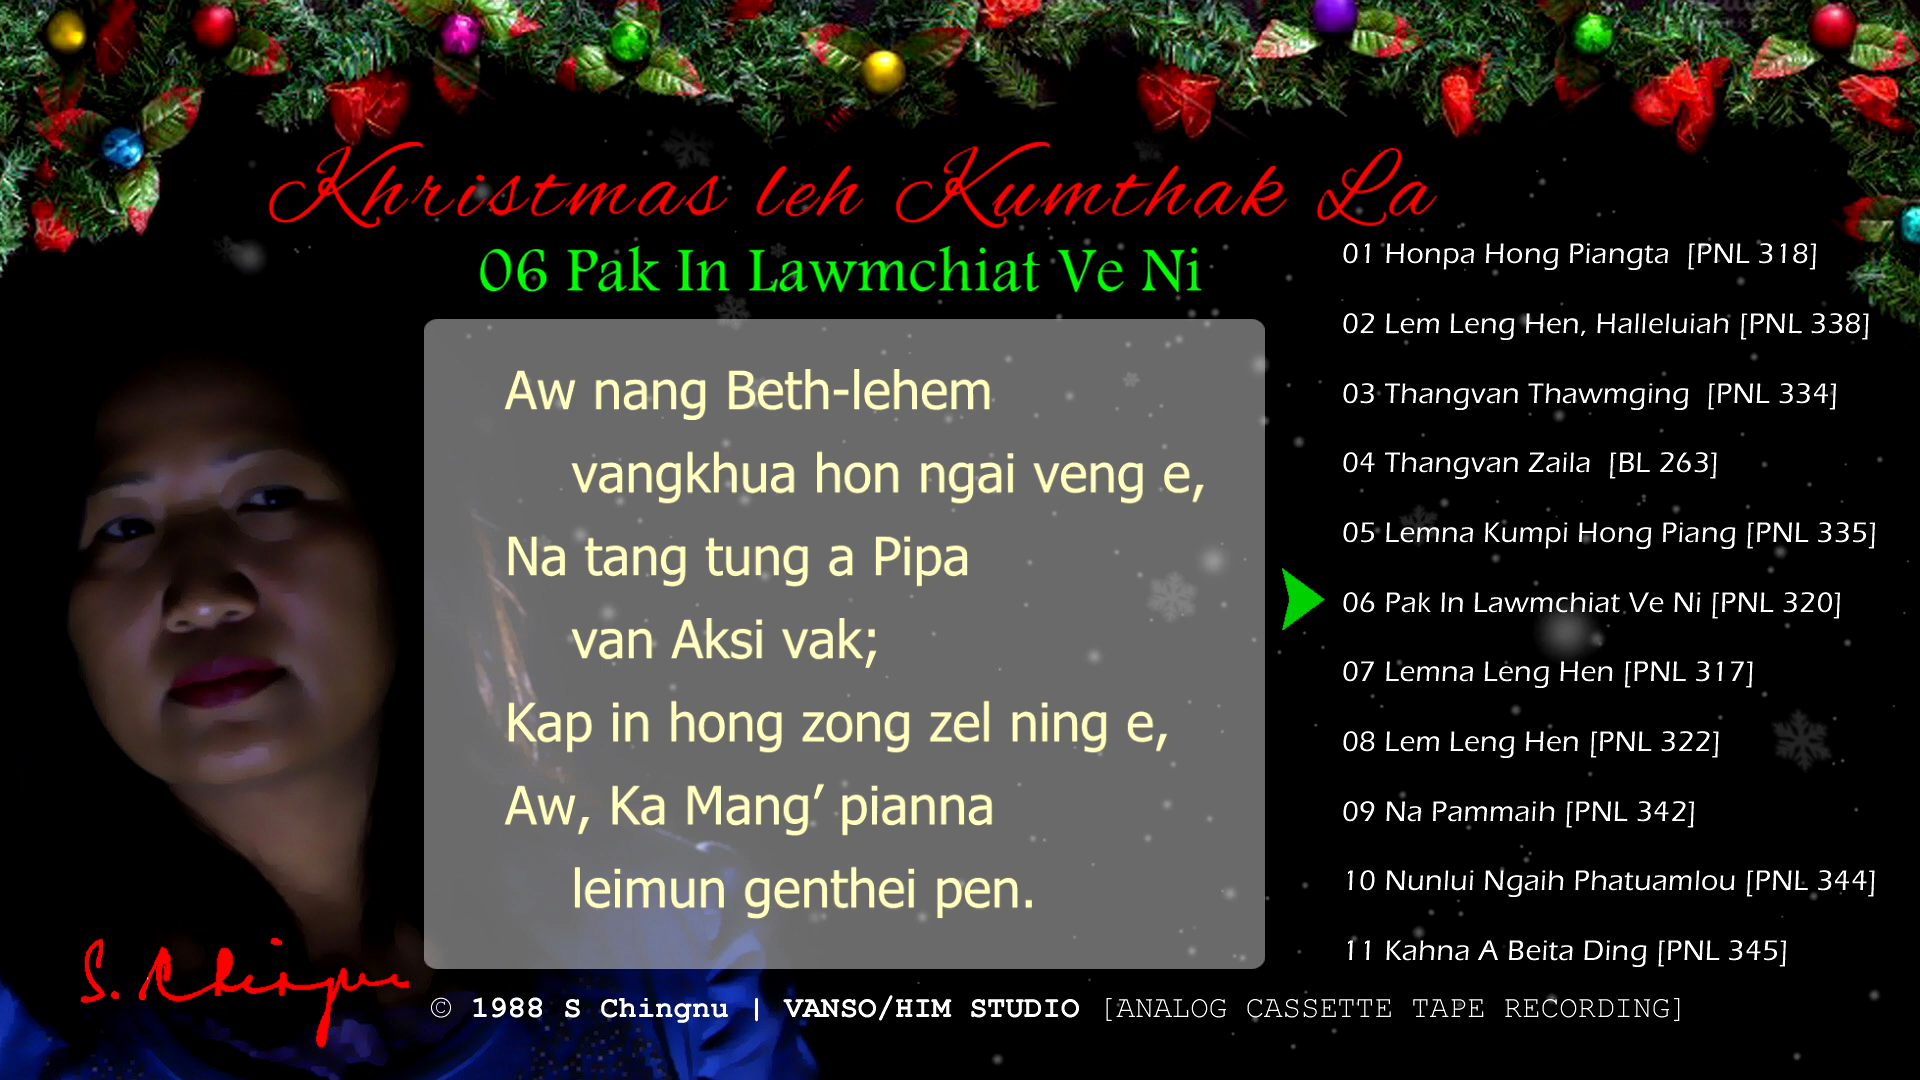 Khristmas leh Kumthak La
06 Pak In Lawmchiat Ve Ni
Aw nang Beth-lehem
vangkhua hon ngai veng e,
Na tang tung a Pipa
van Aksi vak;
Kap in hong zong zel ning e,
Aw, Ka Mang’ pianna
leimun genthei pen.
01 Honpa Hong Piangta [PNL 318]
02 Lem Leng Hen, Halleluiah [PNL 338]
03 Thangvan Thawmging [PNL 334]
04 Thangvan Zaila [BL 263]
05 Lemna Kumpi Hong Piang [PNL 335]
06 Pak In Lawmchiat Ve Ni [PNL 320]
07 Lemna Leng Hen [PNL 317]
08 Lem Leng Hen [PNL 322]
09 Na Pammaih [PNL 342]
10 Nunlui Ngaih Phatuamlou [PNL 344]
11 Kahna A Beita Ding [PNL 345]
S. Chingnu
© 1988 S Chingnu | VANSO/HIM STUDIO [ANALOG CASSETTE TAPE RECORDING]